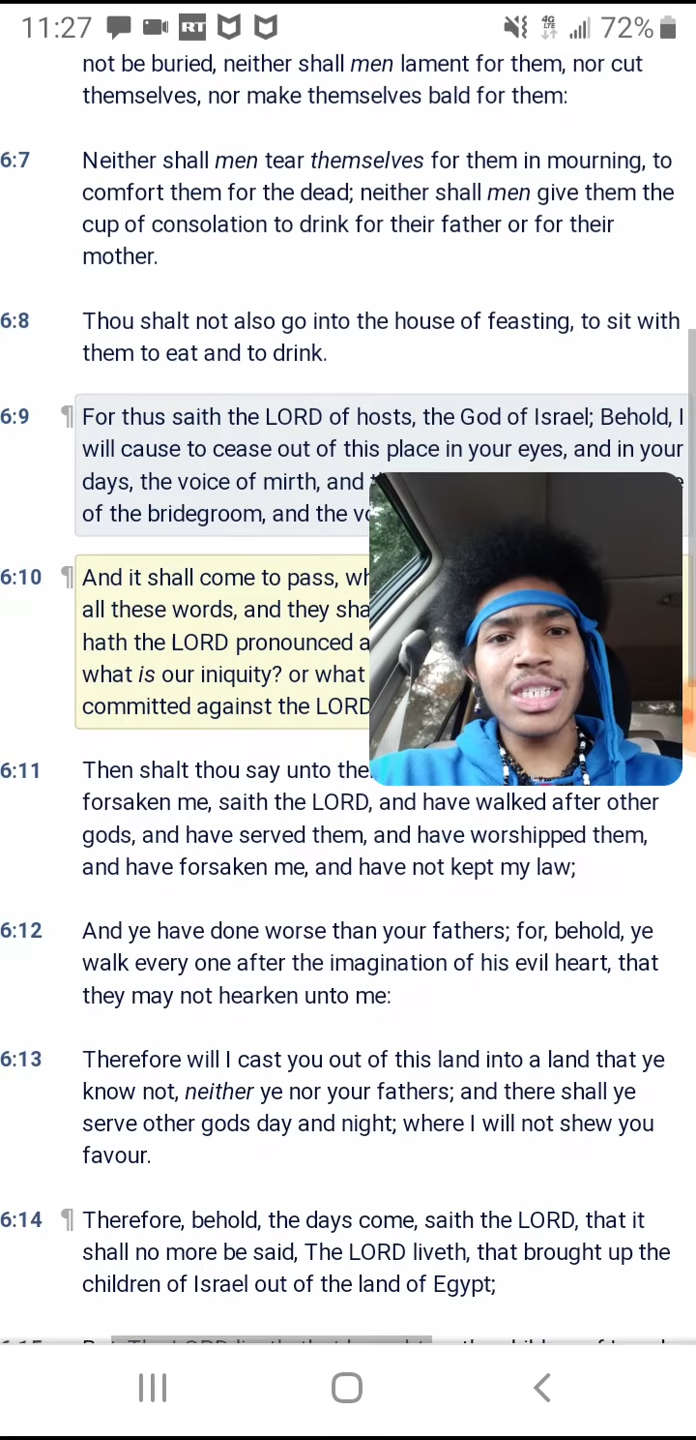 11:27 RT 4G LTE 72%
not be buried, neither shall men lament for them, nor cut
themselves, nor make themselves bald for them:
6:7 Neither shall men tear themselves for them in mourning, to
comfort them for the dead; neither shall men give them the
cup of consolation to drink for their father or for their
mother.
6:8 Thou shalt not also go into the house of feasting, to sit with
them to eat and to drink.
6:9 ¶ For thus saith the LORD of hosts, the God of Israel; Behold, I
will cause to cease out of this place in your eyes, and in your
days, the voice of mirth, and
of the bridegroom, and the
6:10 ¶ And it shall come to pass,
all these words, and they
hath the LORD pronounced
what is our iniquity? or what
committed against the LORD
6:11 Then shalt thou say unto
forsaken me, saith the LORD, and have walked after other
gods, and have served them, and have worshipped them,
and have forsaken me, and have not kept my law;
6:12 And ye have done worse than your fathers; for, behold, ye
walk every one after the imagination of his evil heart, that
they may not hearken unto me:
6:13 Therefore will I cast you out of this land into a land that ye
know not, neither ye nor your fathers; and there shall ye
serve other gods day and night; where I will not shew you
favour.
6:14 ¶ Therefore, behold, the days come, saith the LORD, that it
shall no more be said, The LORD liveth, that brought up the
children of Israel out of the land of Egypt;